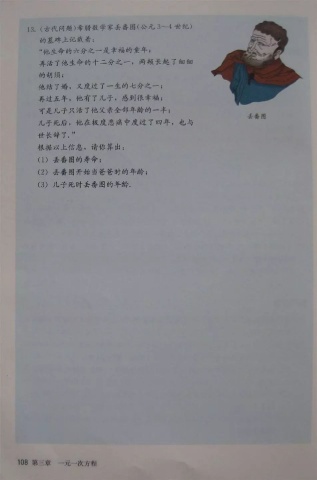 13.（古代问题）希腊数学家丢番图(公元3～4世纪)
的墓碑上记载着：
“他生命的六分之一是幸福的童年；
再活了他生命的十二分之一，两颊长起了细细
的胡须；
他结了婚，又度过了一生的七分之一；
再过五年，他有了儿子，感到很幸福；
可是儿子只活了他父亲全部年龄的一半；
儿子死后，他在极度悲痛中度过了四年，也与
世长辞了.”
根据以上信息，请你算出：
(1) 丢番图的寿命；
(2) 丢番图开始当爸爸时的年龄；
(3) 儿子死时丢番图的年龄.
丢番图
108 第三章 一元一次方程